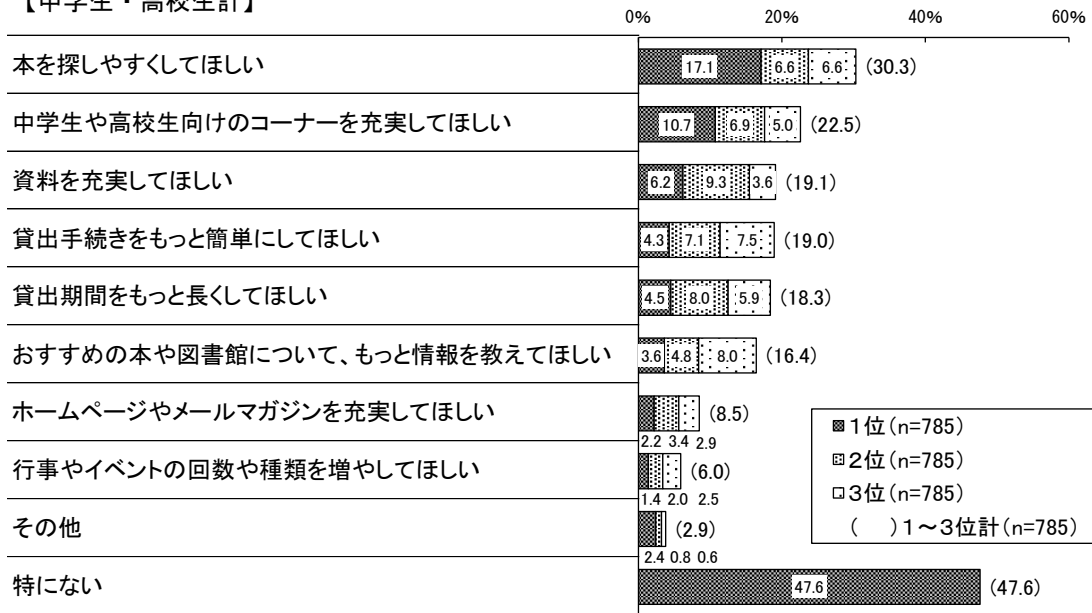 【中学生・高校生計】
0% 20% 40% 60%
本を探しやすくしてほしい 17.1 6.6 6.6 (30.3)
中学生や高校生向けのコーナーを充実してほしい 10.7 6.9 5.0 (22.5)
資料を充実してほしい 6.2 9.3 3.6 (19.1)
貸出手続きをもっと簡単にしてほしい 4.3 7.1 7.5 (19.0)
貸出期間をもっと長くしてほしい 4.5 8.0 5.9 (18.3)
おすすめの本や図書館について、もっと情報を教えてほしい 3.6 4.8 8.0 (16.4)
ホームページやメールマガジンを充実してほしい (8.5)
2.2 3.4 2.9
行事やイベントの回数や種類を増やしてほしい (6.0)
1.4 2.0 2.5
その他 (2.9)
2.4 0.8 0.6
特にない 47.6 (47.6)
1位(n=785)
2位(n=785)
3位(n=785)
( )1~3位計(n=785)